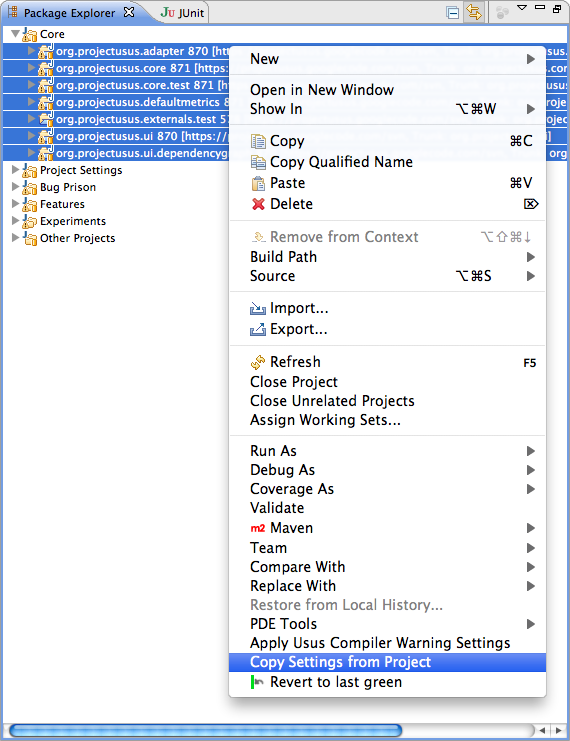 Package Explorer
JUnit
Core
org.projectusus.adapter 870 [http
org.projectusus.core 871 [https:
org.projectusus.core.test 871 [
org.projectusus.defaultmetrics 8
org.projectusus.externals.test 53
org.projectusus.ui 870 [https://p
org.projectusus.ui.dependencyg
Project Settings
Bug Prison
Features
Experiments
Other Projects
New
Open in New Window
Show In ⌥⌘W
Copy ⌘C
Copy Qualified Name
Paste ⌘V
Delete ⌦
Remove from Context ⌥⇧⌘↓
Build Path
Source ⌥⌘S
Import...
Export...
Refresh F5
Close Project
Close Unrelated Projects
Assign Working Sets...
Run As
Debug As
Coverage As
Validate
m2 Maven
Team
Compare With
Replace With
Restore from Local History...
PDE Tools
Apply Usus Compiler Warning Settings
Copy Settings from Project
Revert to last green